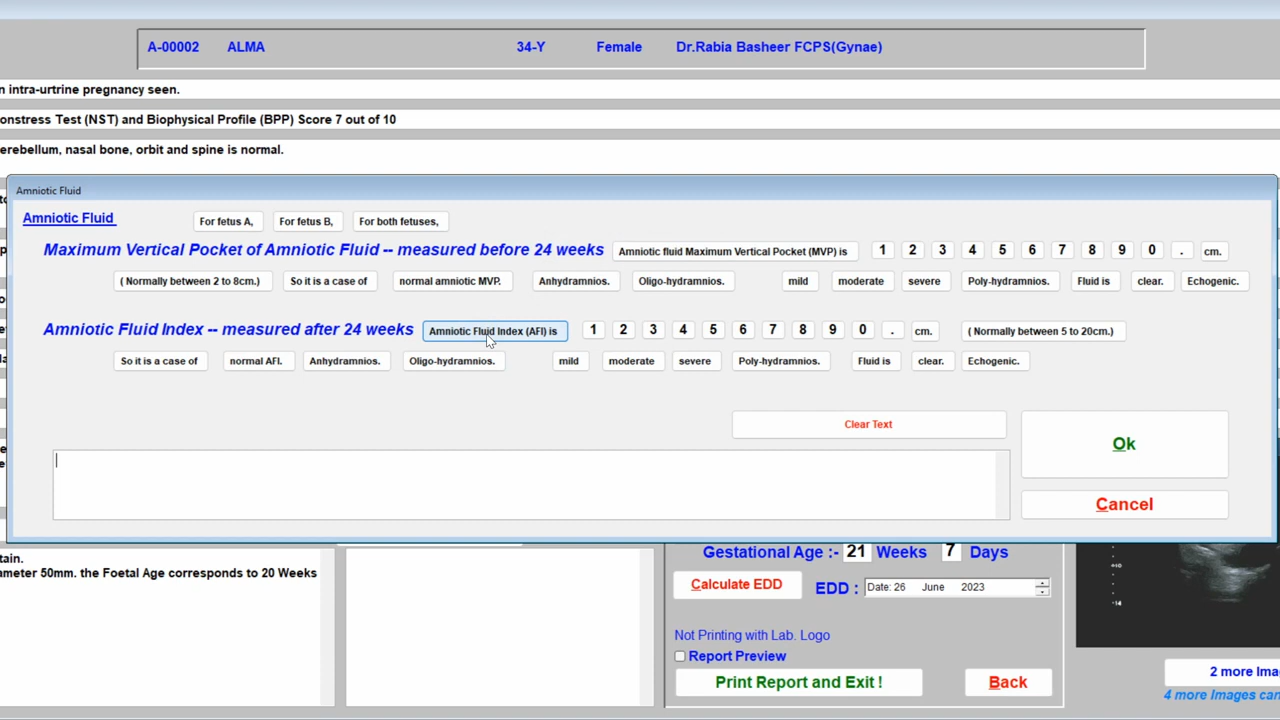 A-00002 ALMA 34-Y Female Dr.Rabia Basheer FCPS(Gynae)
n intra-urtrine pregnancy seen.
onstress Test (NST) and Biophysical Profile (BPP) Score 7 out of 10
erebellum, nasal bone, orbit and spine is normal.
Amniotic Fluid
Amniotic Fluid For fetus A, For fetus B, For both fetuses,
Maximum Vertical Pocket of Amniotic Fluid -- measured before 24 weeks Amniotic fluid Maximum Vertical Pocket (MVP) is 1 2 3 4 5 6 7 8 9 0 . cm.
( Normally between 2 to 8cm.) So it is a case of normal amniotic MVP. Anhydramnios. Oligo-hydramnios. mild moderate severe Poly-hydramnios. Fluid is clear. Echogenic.
Amniotic Fluid Index -- measured after 24 weeks Amniotic Fluid Index (AFI) is 1 2 3 4 5 6 7 8 9 0 . cm. ( Normally between 5 to 20cm.)
So it is a case of normal AFI. Anhydramnios. Oligo-hydramnios. mild moderate severe Poly-hydramnios. Fluid is clear. Echogenic.
Clear Text
Ok
Cancel
tain.
ameter 50mm. the Foetal Age corresponds to 20 Weeks
Gestational Age :- 21 Weeks 7 Days
Calculate EDD EDD : Date: 26 June 2023
Not Printing with Lab. Logo
Report Preview
Print Report and Exit ! Back
2 more Ima
4 more Images can